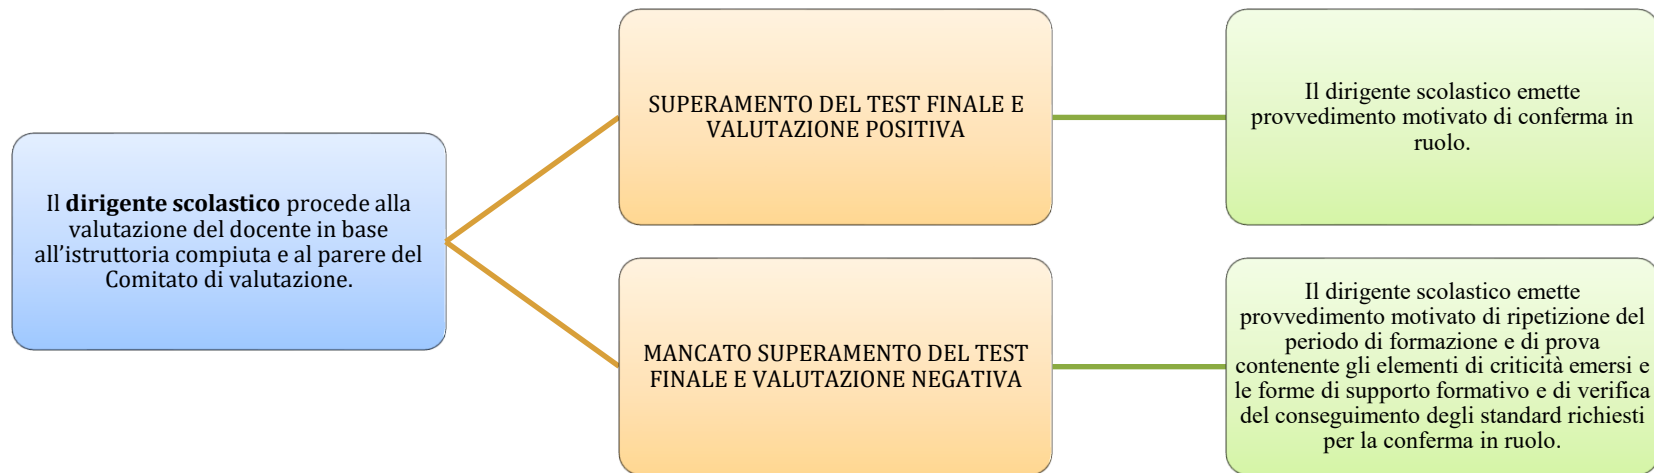 Il dirigente scolastico procede alla
valutazione del docente in base
all’istruttoria compiuta e al parere del
Comitato di valutazione.
SUPERAMENTO DEL TEST FINALE E
VALUTAZIONE POSITIVA
Il dirigente scolastico emette
provvedimento motivato di conferma in
ruolo.
MANCATO SUPERAMENTO DEL TEST
FINALE E VALUTAZIONE NEGATIVA
Il dirigente scolastico emette
provvedimento motivato di ripetizione del
periodo di formazione e di prova
contenente gli elementi di criticità emersi e
le forme di supporto formativo e di verifica
del conseguimento degli standard richiesti
per la conferma in ruolo.